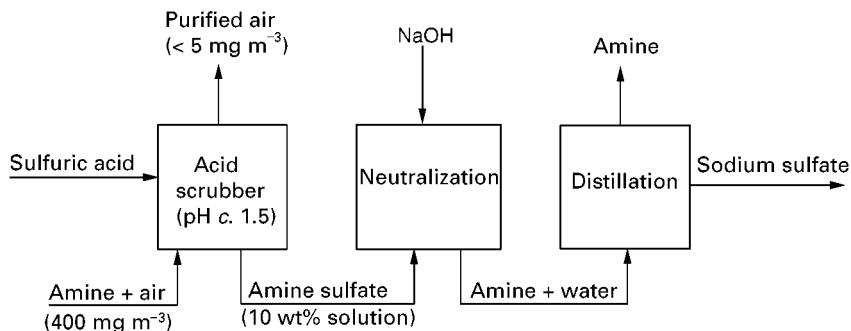 Purified air
(< 5 mg m⁻³)
NaOH
Amine
Sulfuric acid
Acid
scrubber
(pH c. 1.5)
Neutralization
Distillation
Sodium sulfate
Amine + air
(400 mg m⁻³)
Amine sulfate
(10 wt% solution)
Amine + water